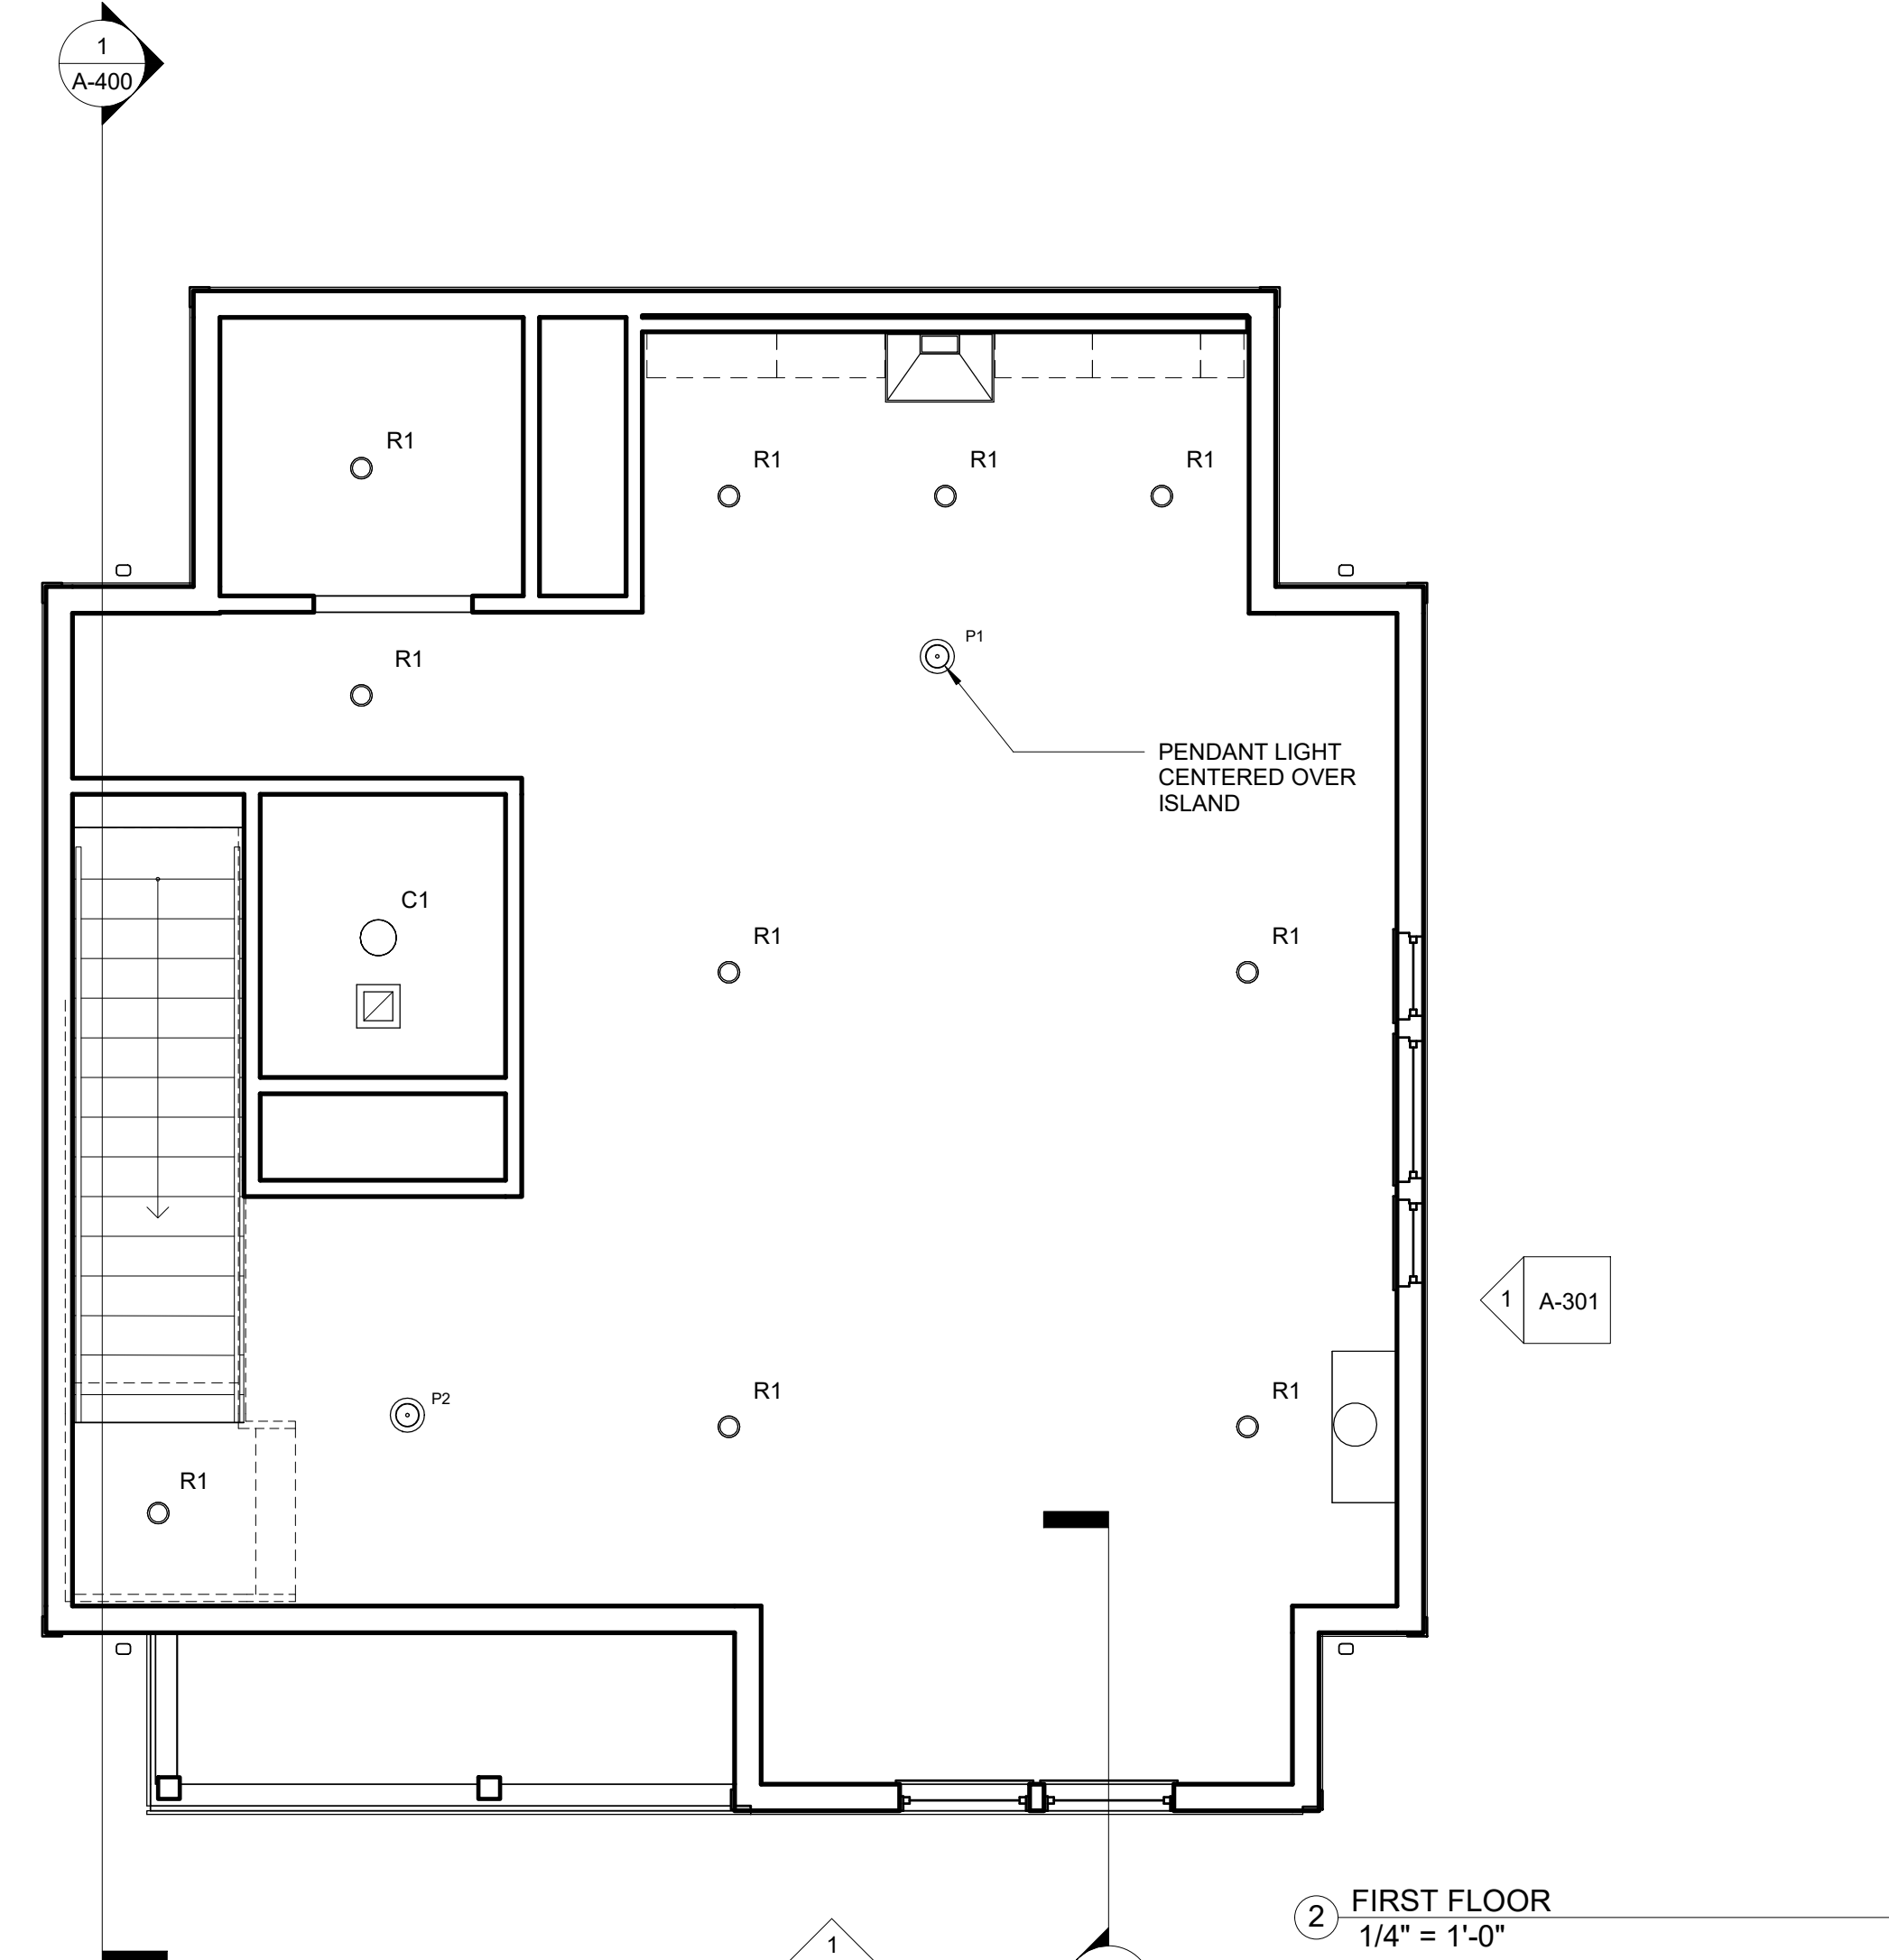 1
A-400
R1
R1
R1
R1
P1
R1
PENDANT LIGHT
CENTERED OVER
ISLAND
C1
R1
R1
1
A-301
R1
R1
P2
R1
2
FIRST FLOOR
1/4" = 1'-0"
1